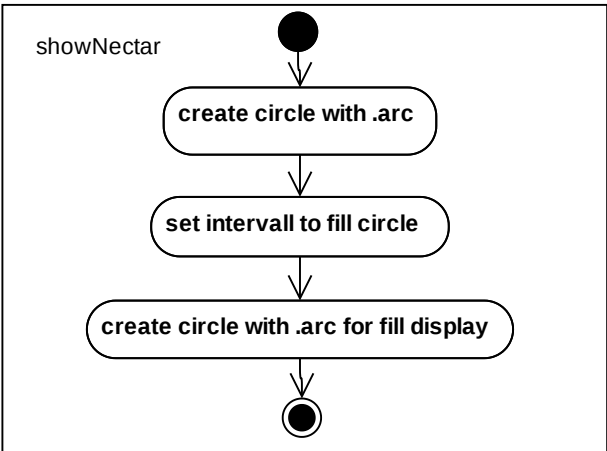 showNectar
create circle with .arc
set intervall to fill circle
create circle with .arc for fill display